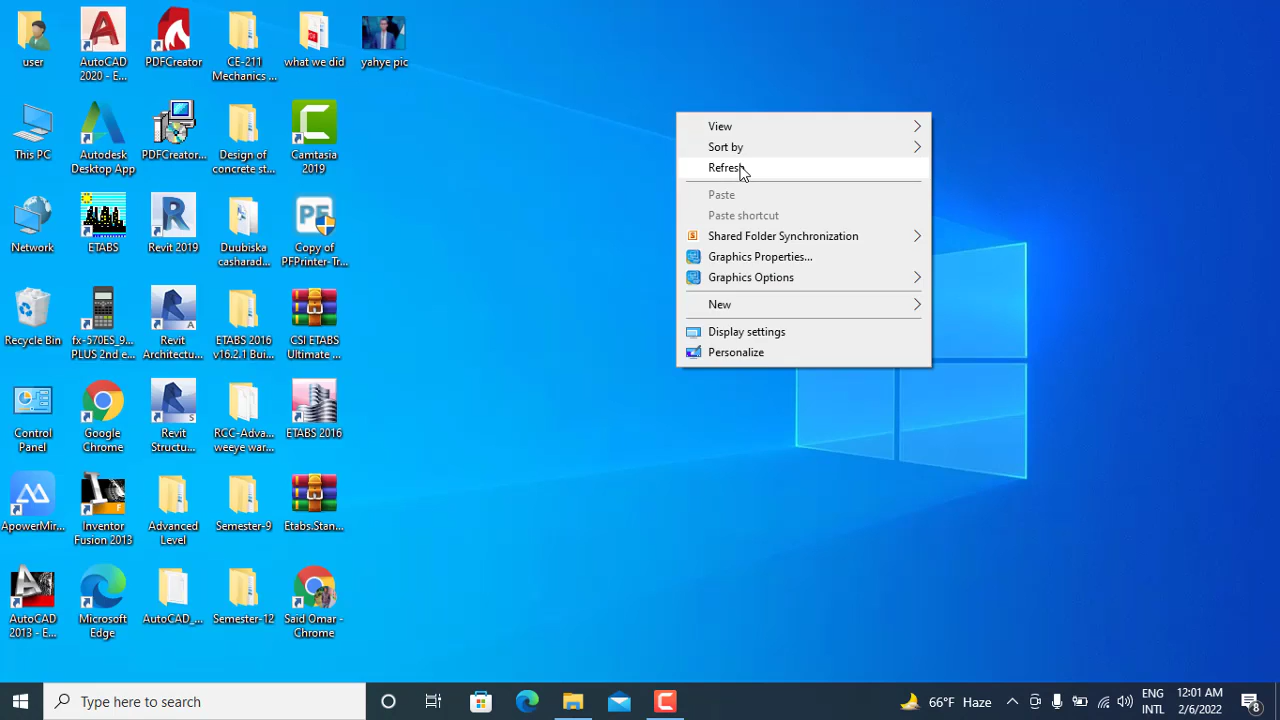 user
AutoCAD
2020 - E...
PDFCreator
CE-211
Mechanics ...
what we did
yahye pic
This PC
Autodesk
Desktop App
PDFCreator...
Design of
concrete st...
Camtasia
2019
Network
ETABS
Revit 2019
Duubiska
casharad...
Copy of
PFPrinter-Tr...
Recycle Bin
fx-570ES_9...
PLUS 2nd e...
Revit
Architectu...
ETABS 2016
v16.2.1 Bui...
CSI ETABS
Ultimate ...
Control
Panel
Google
Chrome
Revit
Structu...
RCC-Adva...
weeye war...
ETABS 2016
ApowerMir...
Inventor
Fusion 2013
Advanced
Level
Semester-9
Etabs.Stan...
AutoCAD
2013 - E...
Microsoft
Edge
AutoCAD_...
Semester-12
Said Omar -
Chrome
View
Sort by
Refresh
Paste
Paste shortcut
Shared Folder Synchronization
Graphics Properties...
Graphics Options
New
Display settings
Personalize
Type here to search
66°F Haze
ENG
INTL
12:01 AM
2/6/2022
8